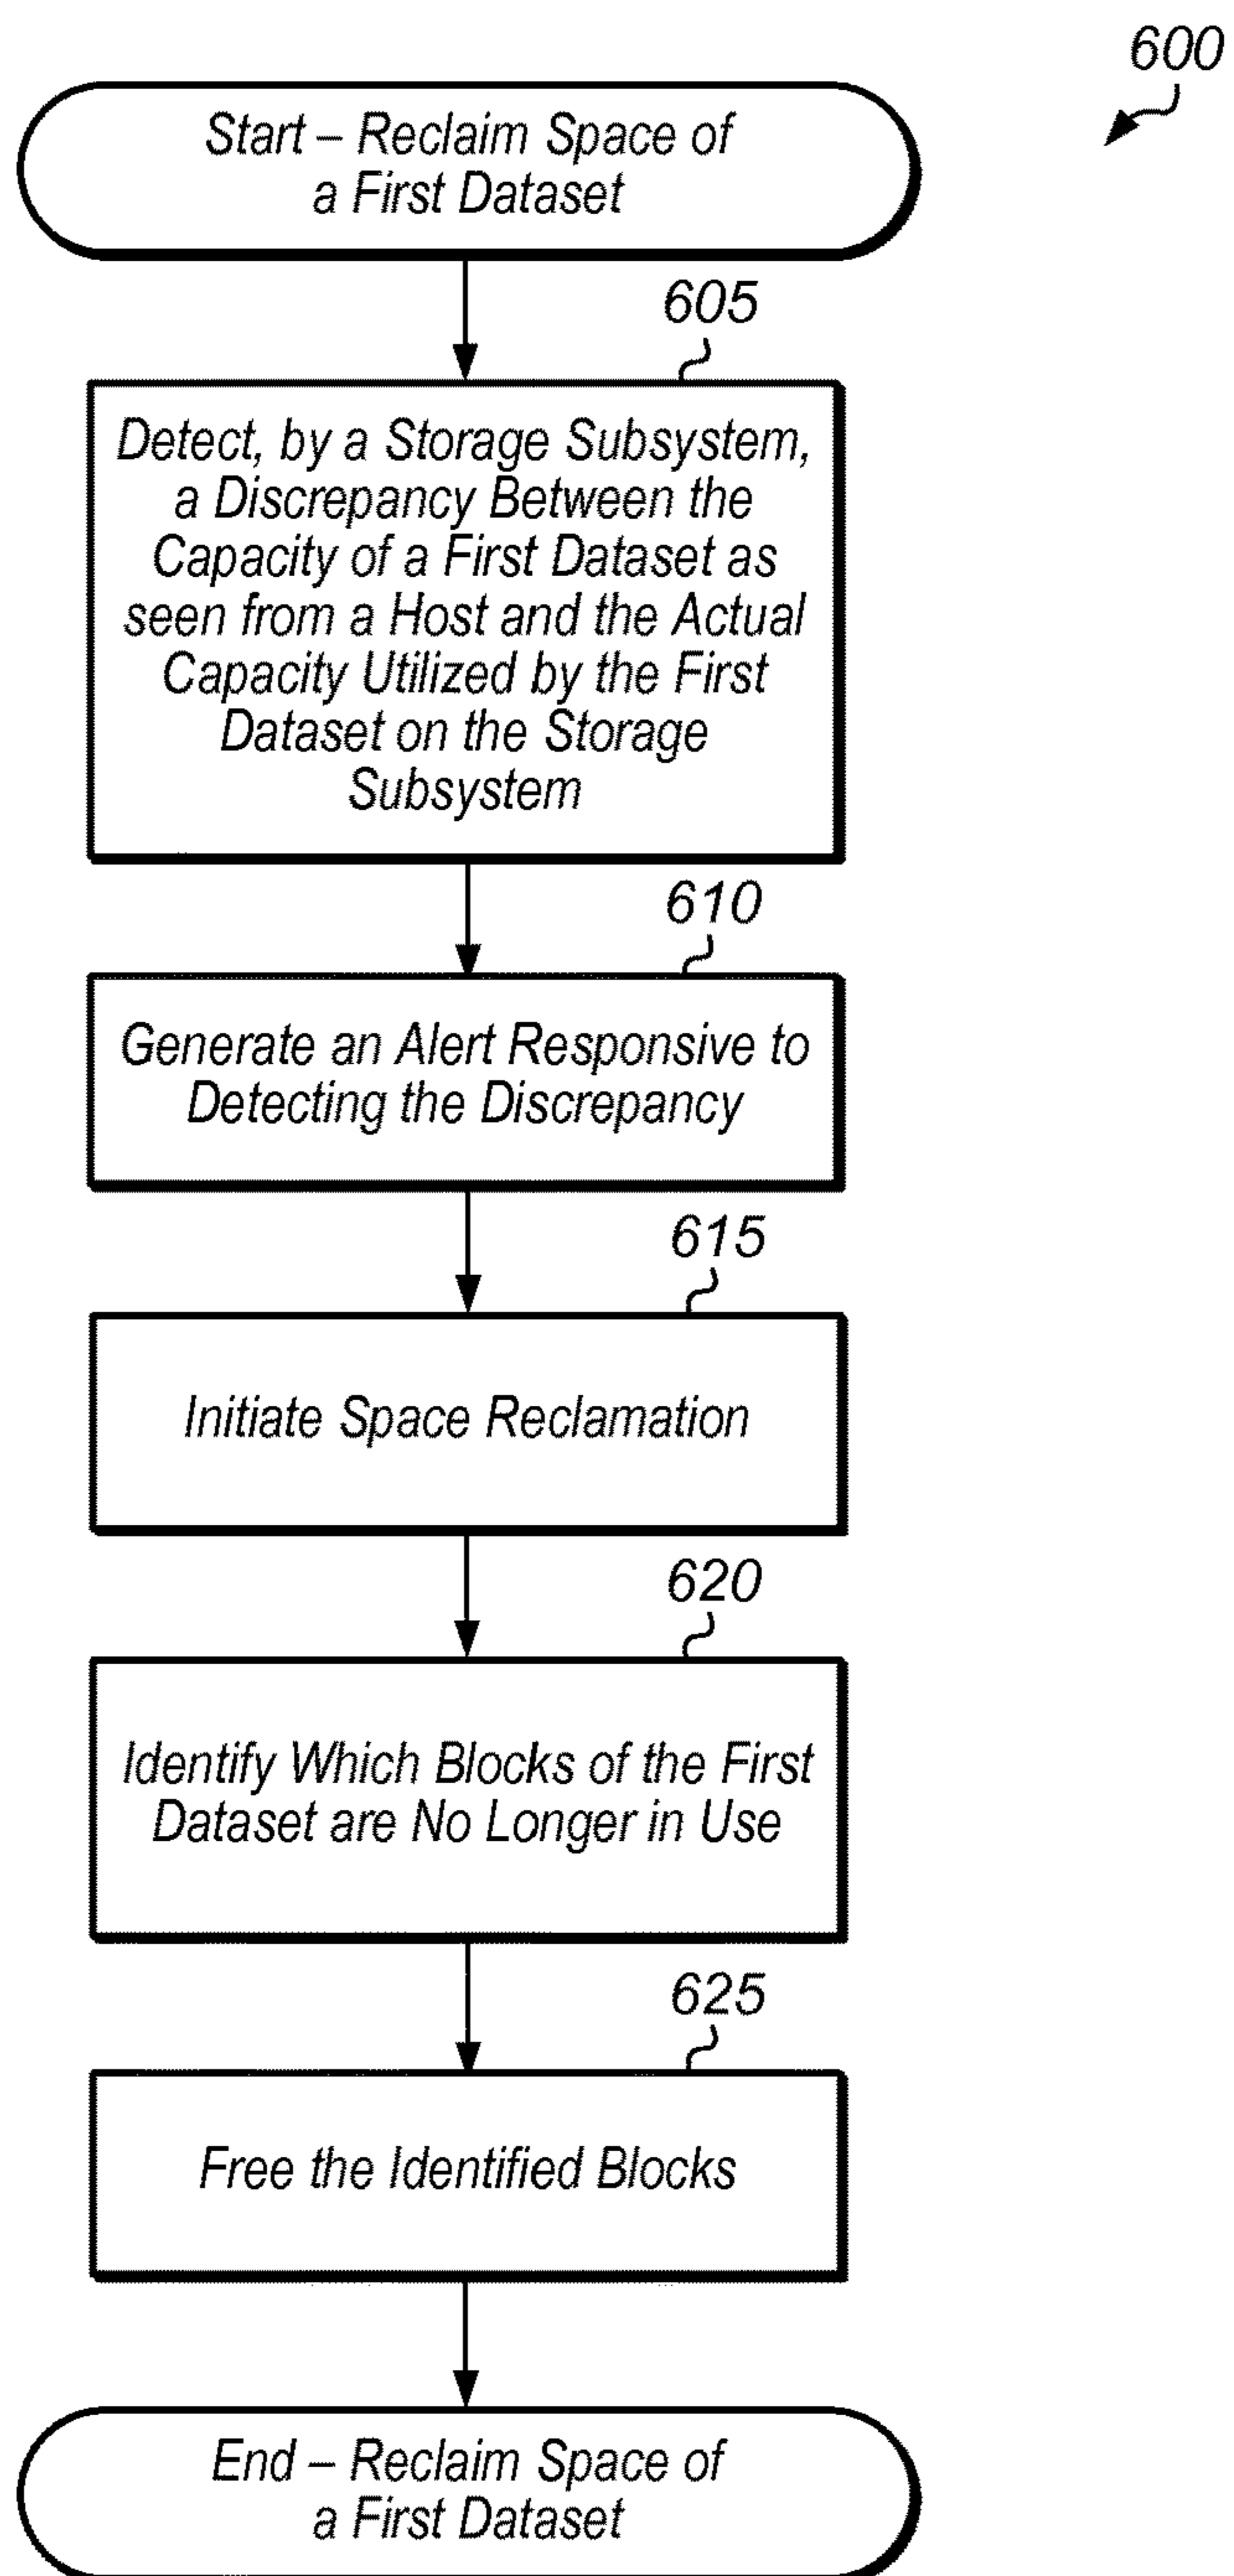 600
Start – Reclaim Space of
a First Dataset
605
Detect, by a Storage Subsystem,
a Discrepancy Between the
Capacity of a First Dataset as
seen from a Host and the Actual
Capacity Utilized by the First
Dataset on the Storage
Subsystem
610
Generate an Alert Responsive to
Detecting the Discrepancy
615
Initiate Space Reclamation
620
Identify Which Blocks of the First
Dataset are No Longer in Use
625
Free the Identified Blocks
End – Reclaim Space of
a First Dataset